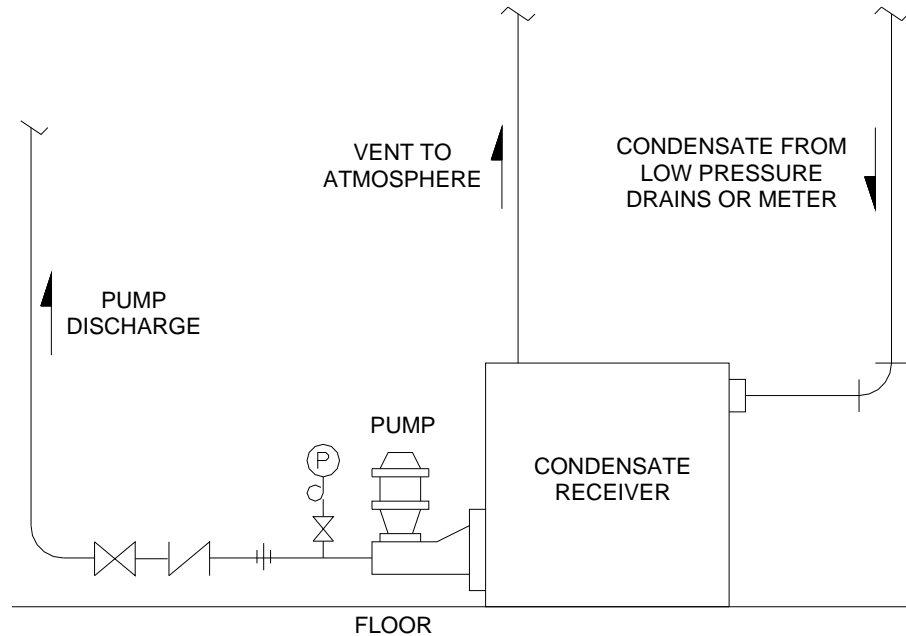 VENT TO
ATMOSPHERE
CONDENSATE FROM
LOW PRESSURE
DRAINS OR METER
PUMP
DISCHARGE
PUMP
P
CONDENSATE
RECEIVER
FLOOR